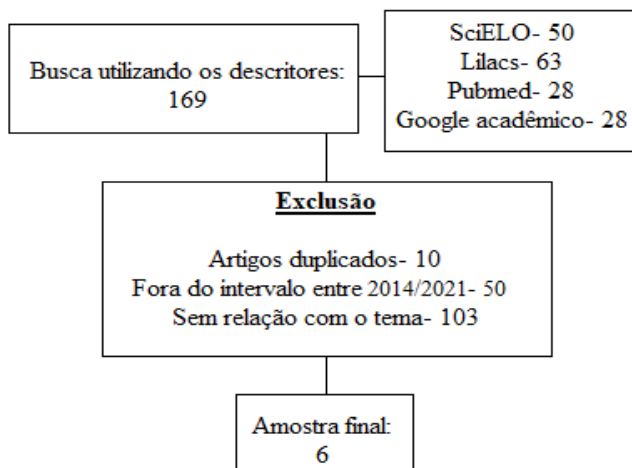 Busca utilizando os descritores:
169
SciELO- 50
Lilacs- 63
Pubmed- 28
Google acadêmico- 28
Exclusão
Artigos duplicados- 10
Fora do intervalo entre 2014/2021- 50
Sem relação com o tema- 103
Amostra final:
6